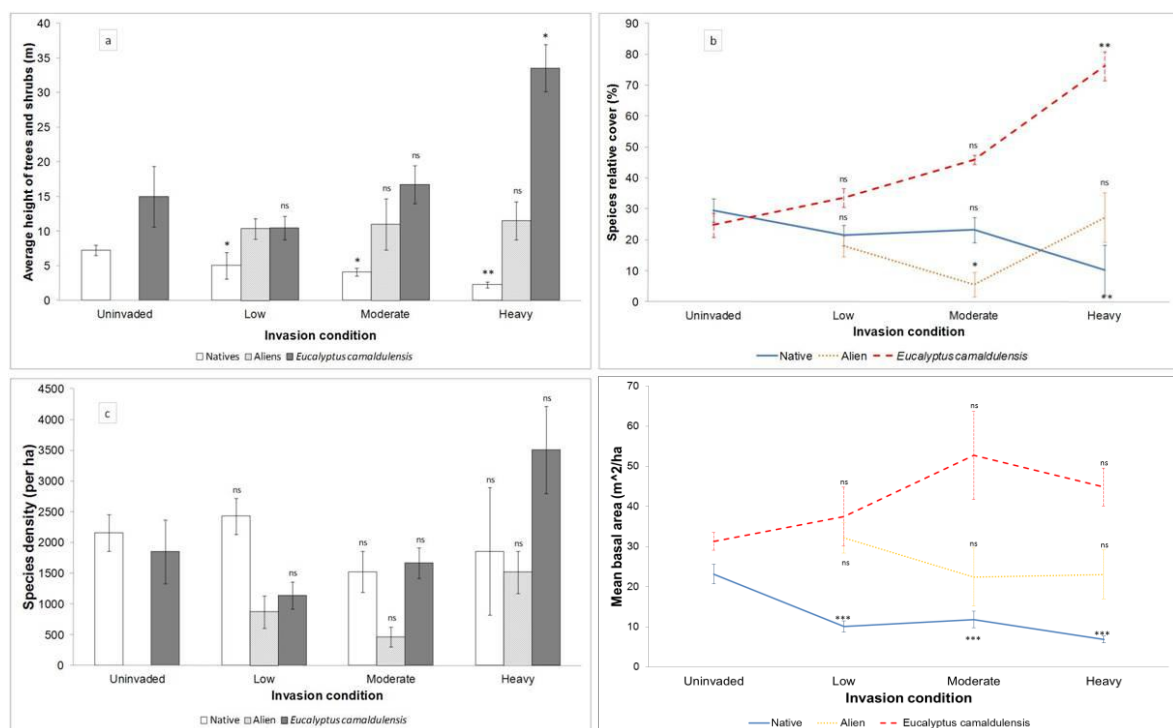 a
Average height of trees and shrubs (m)
40
35
30
25
20
15
10
5
0
*
*
**
*
ns
ns
ns
ns
ns
Uninvaded Low Moderate Heavy
Invasion condition
Natives Aliens Eucalyptus camaldulensis
b
Speices relative cover (%)
90
80
70
60
50
40
30
20
10
0
ns
ns
ns
ns
*
**
ns
**
Uninvaded Low Moderate Heavy
Invasion condition
Native Alien Eucalyptus camaldulensis
c
Species density (per ha)
4500
4000
3500
3000
2500
2000
1500
1000
500
0
ns
ns
ns
ns
ns
ns
ns
ns
ns
Uninvaded Low Moderate Heavy
Invasion condition
Native Alien Eucalyptus camaldulensis
Mean basal area (m^2/ha)
70
60
50
40
30
20
10
0
ns
ns
***
ns
ns
***
ns
ns
***
Uninvaded Low Moderate Heavy
Invasion condition
Native Alien Eucalyptus camaldulensis